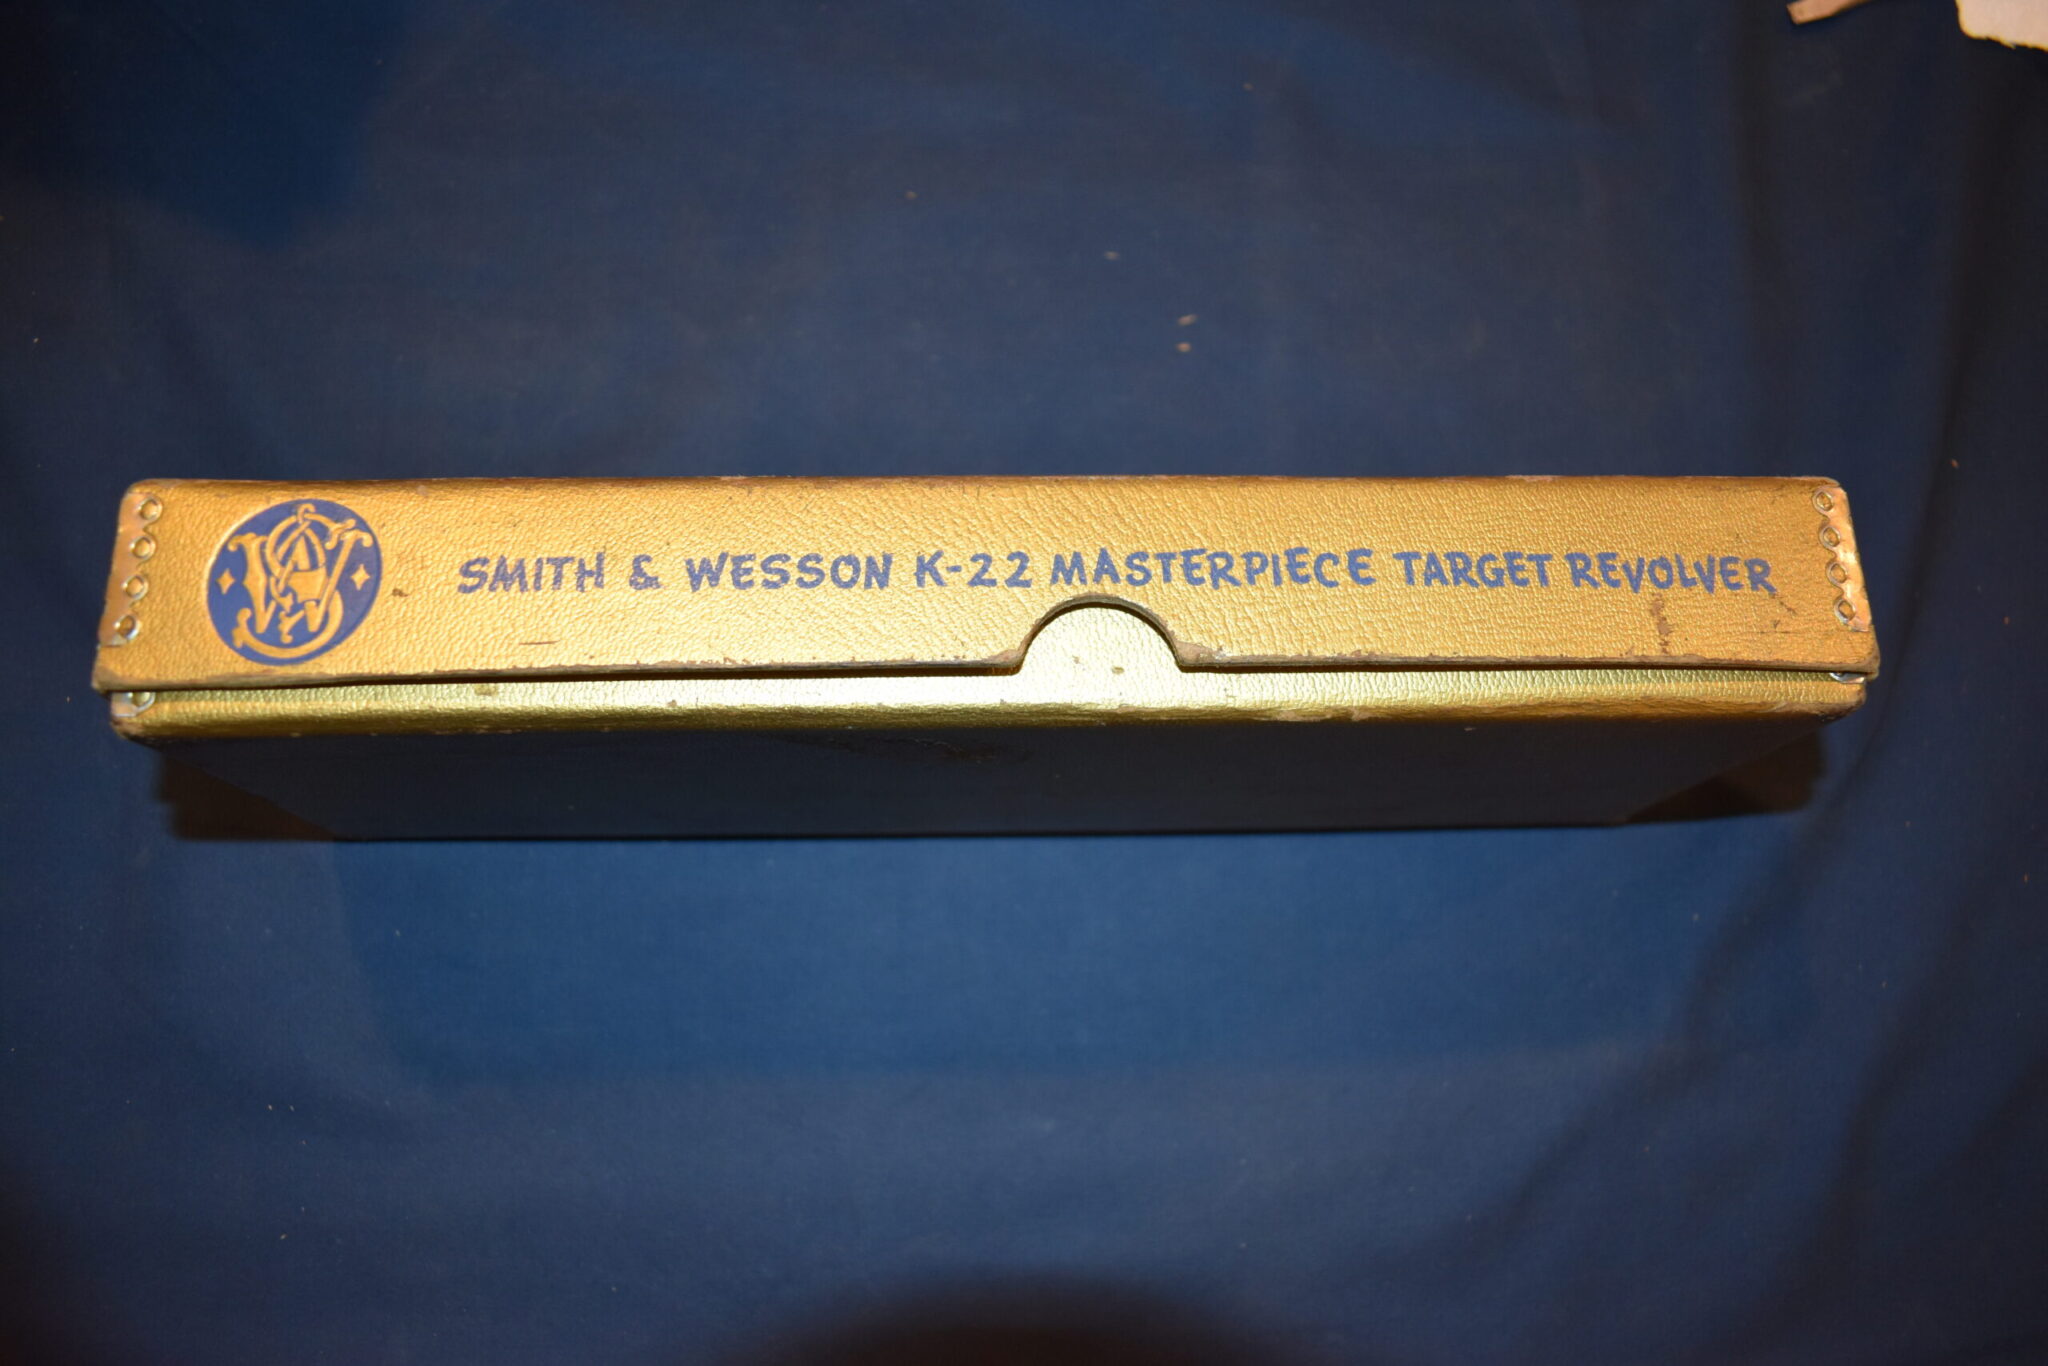 SMITH & WESSON K-22 MASTERPIECE TARGET REVOLVER